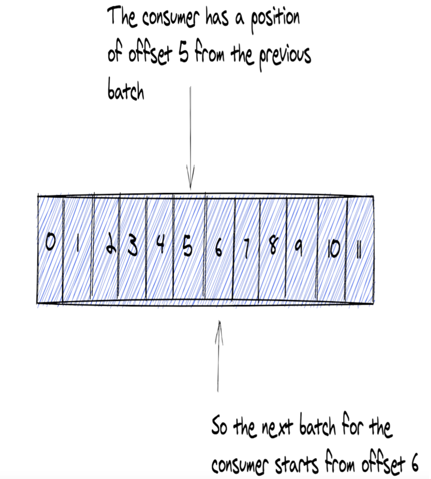 The consumer has a position
of offset 5 from the previous
batch
0 1 2 3 4 5 6 7 8 9 10 11
So the next batch for the
consumer starts from offset 6